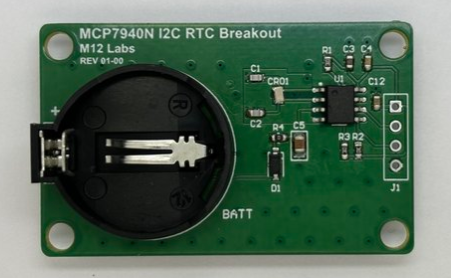 MCP7940N I2C RTC Breakout
M12 Labs
REV 01-00
R1
C3
C4
C1
CRD1
U1
C12
C2
R4
C5
R3
R2
D1
J1
+
BATT